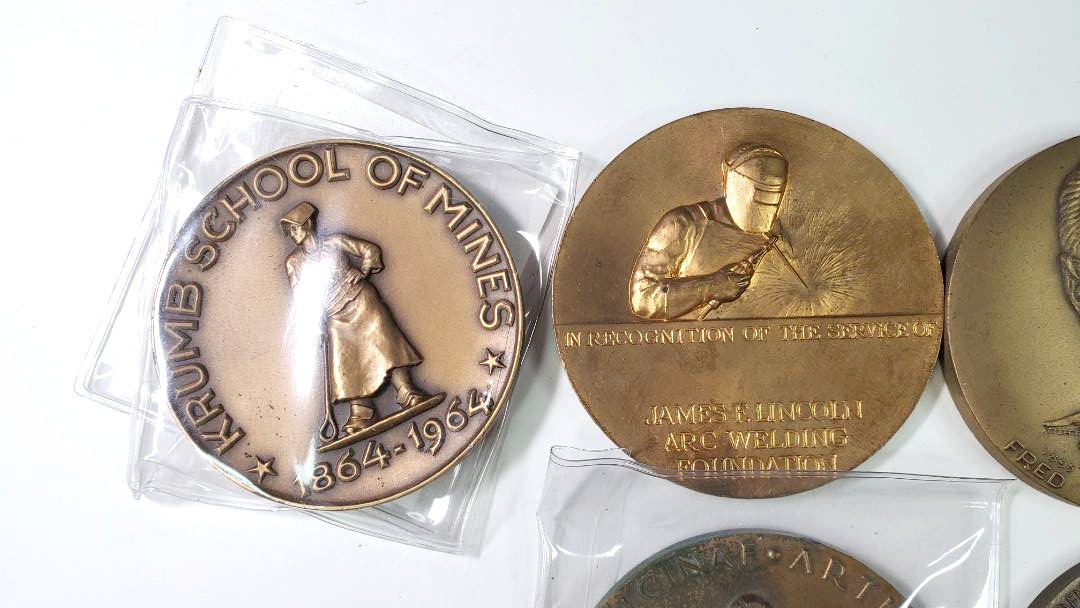 KRUMB SCHOOL OF MINES
1864-1964
IN RECOGNITION OF THE SERVICE OF
JAMES F. LINCOLN
ARC WELDING
FOUNDATION
FRED